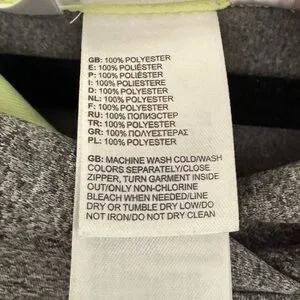 GB: 100% POLYESTER
E: 100% POLIÉSTER
P: 100% POLIÉSTER
I: 100% POLIESTERE
D: 100% POLYESTER
NL: 100% POLYESTER
F: 100% POLYESTER
RU: 100% ПОЛИЭСТЕР
TR: 100% POLYESTER
GR: 100% ΠΟΛΥΕΣΤΕΡΑΣ
PL: 100% POLYESTER
GB: MACHINE WASH COLD/WASH
COLORS SEPARATELY/CLOSE
ZIPPER, TURN GARMENT INSIDE
OUT/ONLY NON-CHLORINE
BLEACH WHEN NEEDED/LINE
DRY OR TUMBLE DRY LOW/DO
NOT IRON/DO NOT DRY CLEAN